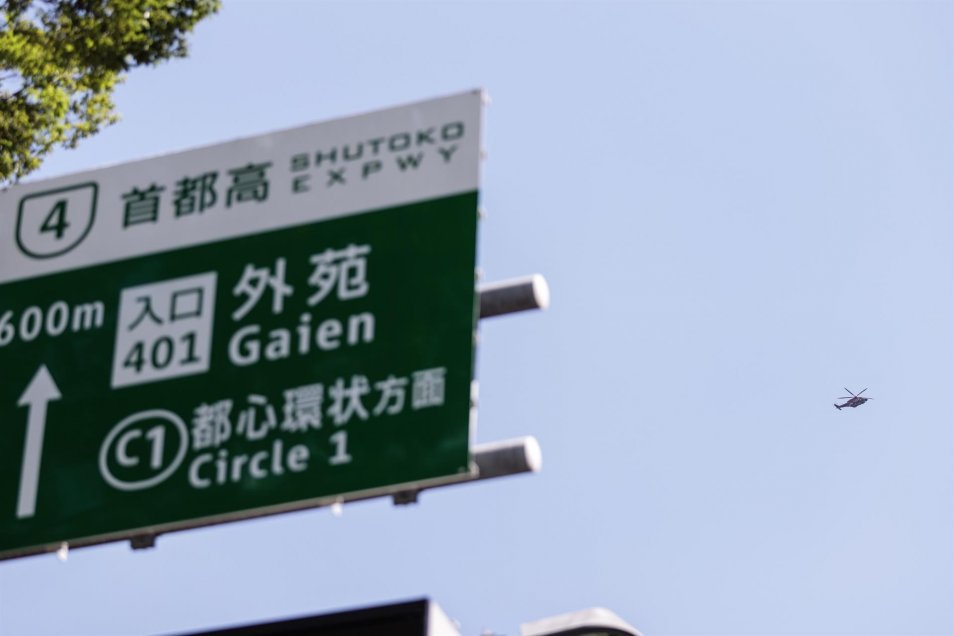 4 首都高 SHUTOKO
EXPWY
600m 入口 外苑
401 Gaien
C1 都心環状方面
Circle 1